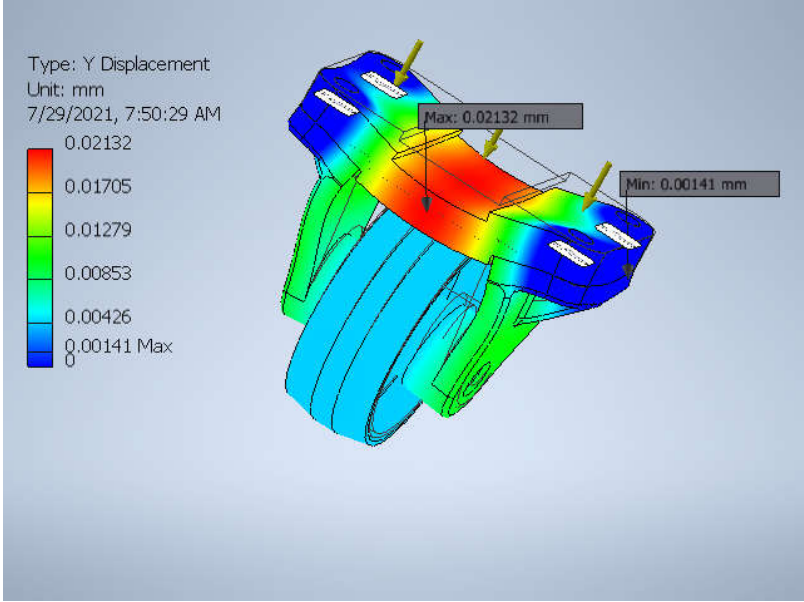 Type: Y Displacement
Unit: mm
7/29/2021, 7:50:29 AM
0.02132
Max: 0.02132 mm
0.01705
Min: 0.00141 mm
0.01279
0.00853
0.00426
0.00141 Max
0